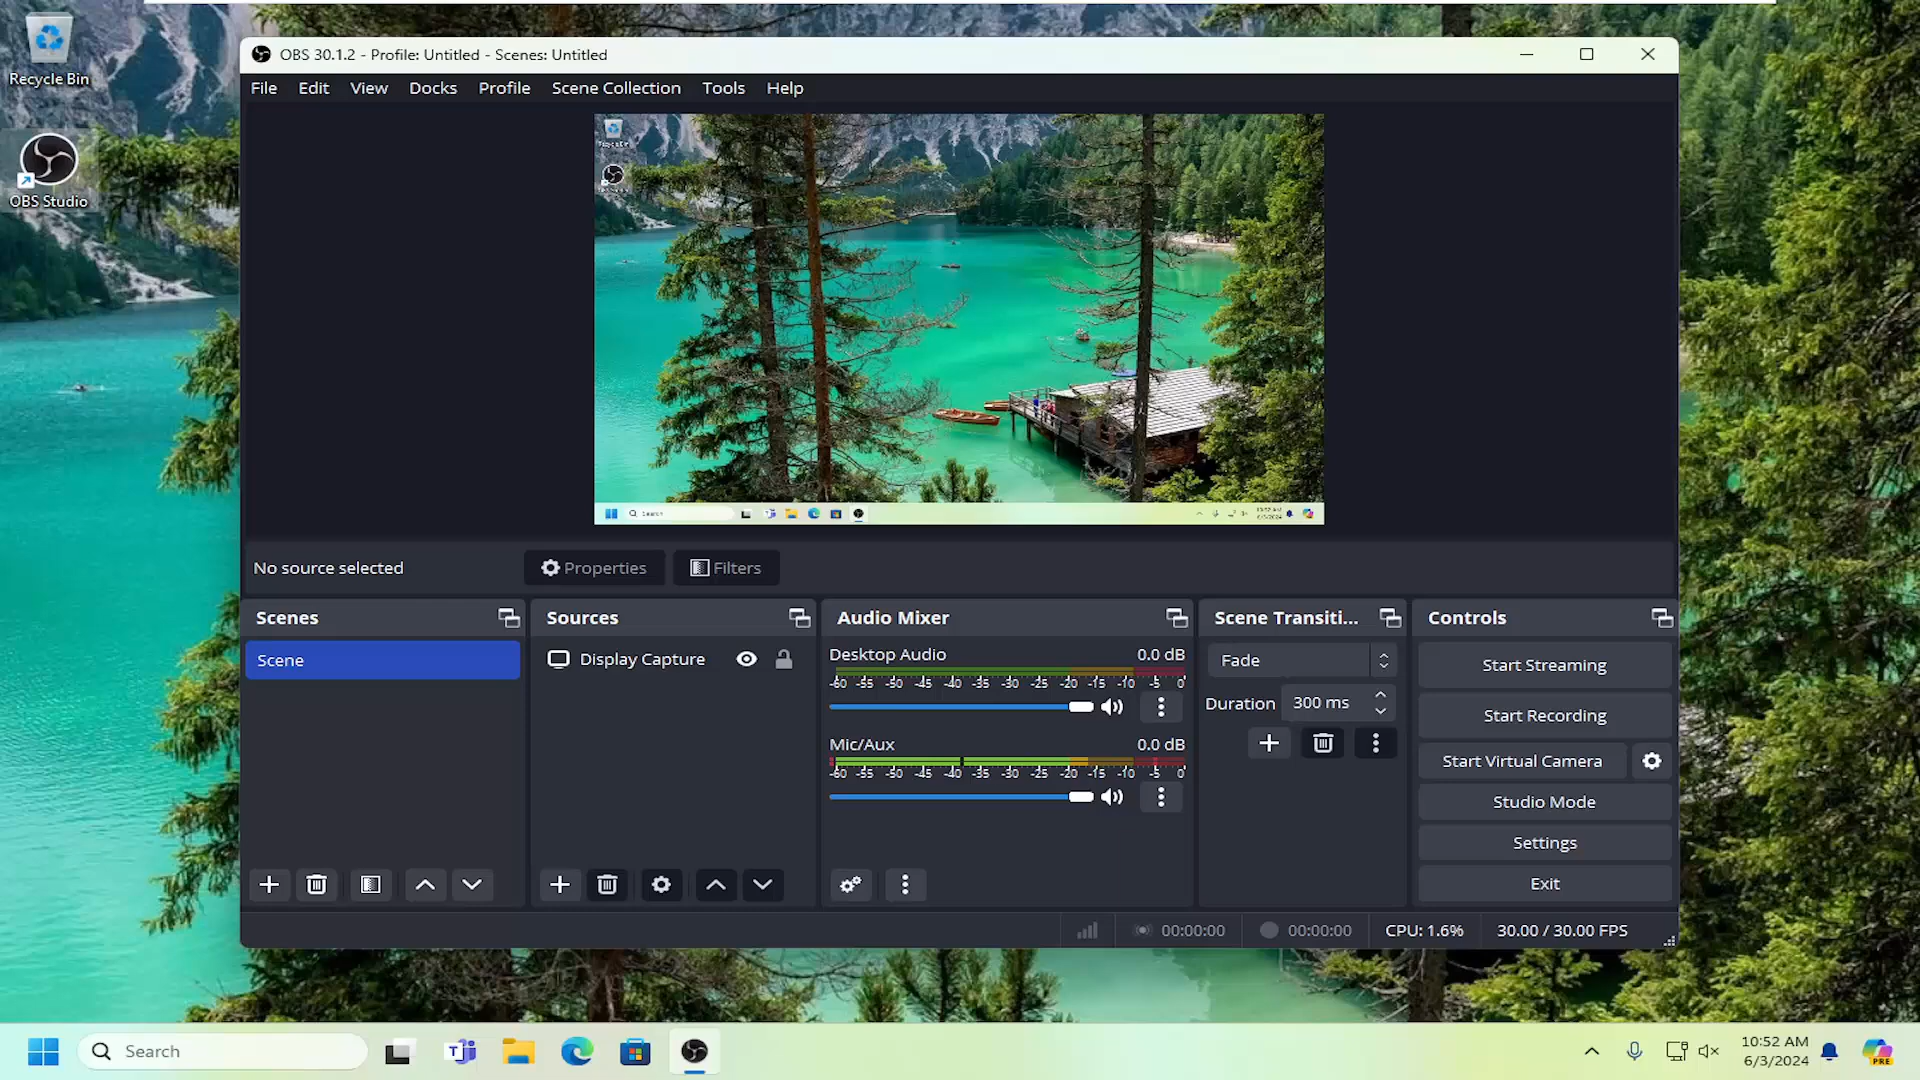 Recycle Bin
OBS Studio
OBS 30.1.2 - Profile: Untitled - Scenes: Untitled
File Edit View Docks Profile Scene Collection Tools Help
Search
No source selected
Properties
Filters
Scenes
Scene
Sources
Display Capture
Audio Mixer
Desktop Audio 0.0 dB
-60 -55 -50 -45 -40 -35 -30 -25 -20 -15 -10 -5 0
Mic/Aux 0.0 dB
-60 -55 -50 -45 -40 -35 -30 -25 -20 -15 -10 -5 0
Scene Transiti...
Fade
Duration 300 ms
Controls
Start Streaming
Start Recording
Start Virtual Camera
Studio Mode
Settings
Exit
00:00:00 00:00:00 CPU: 1.6% 30.00 / 30.00 FPS
Search
10:52 AM
6/3/2024
PRE